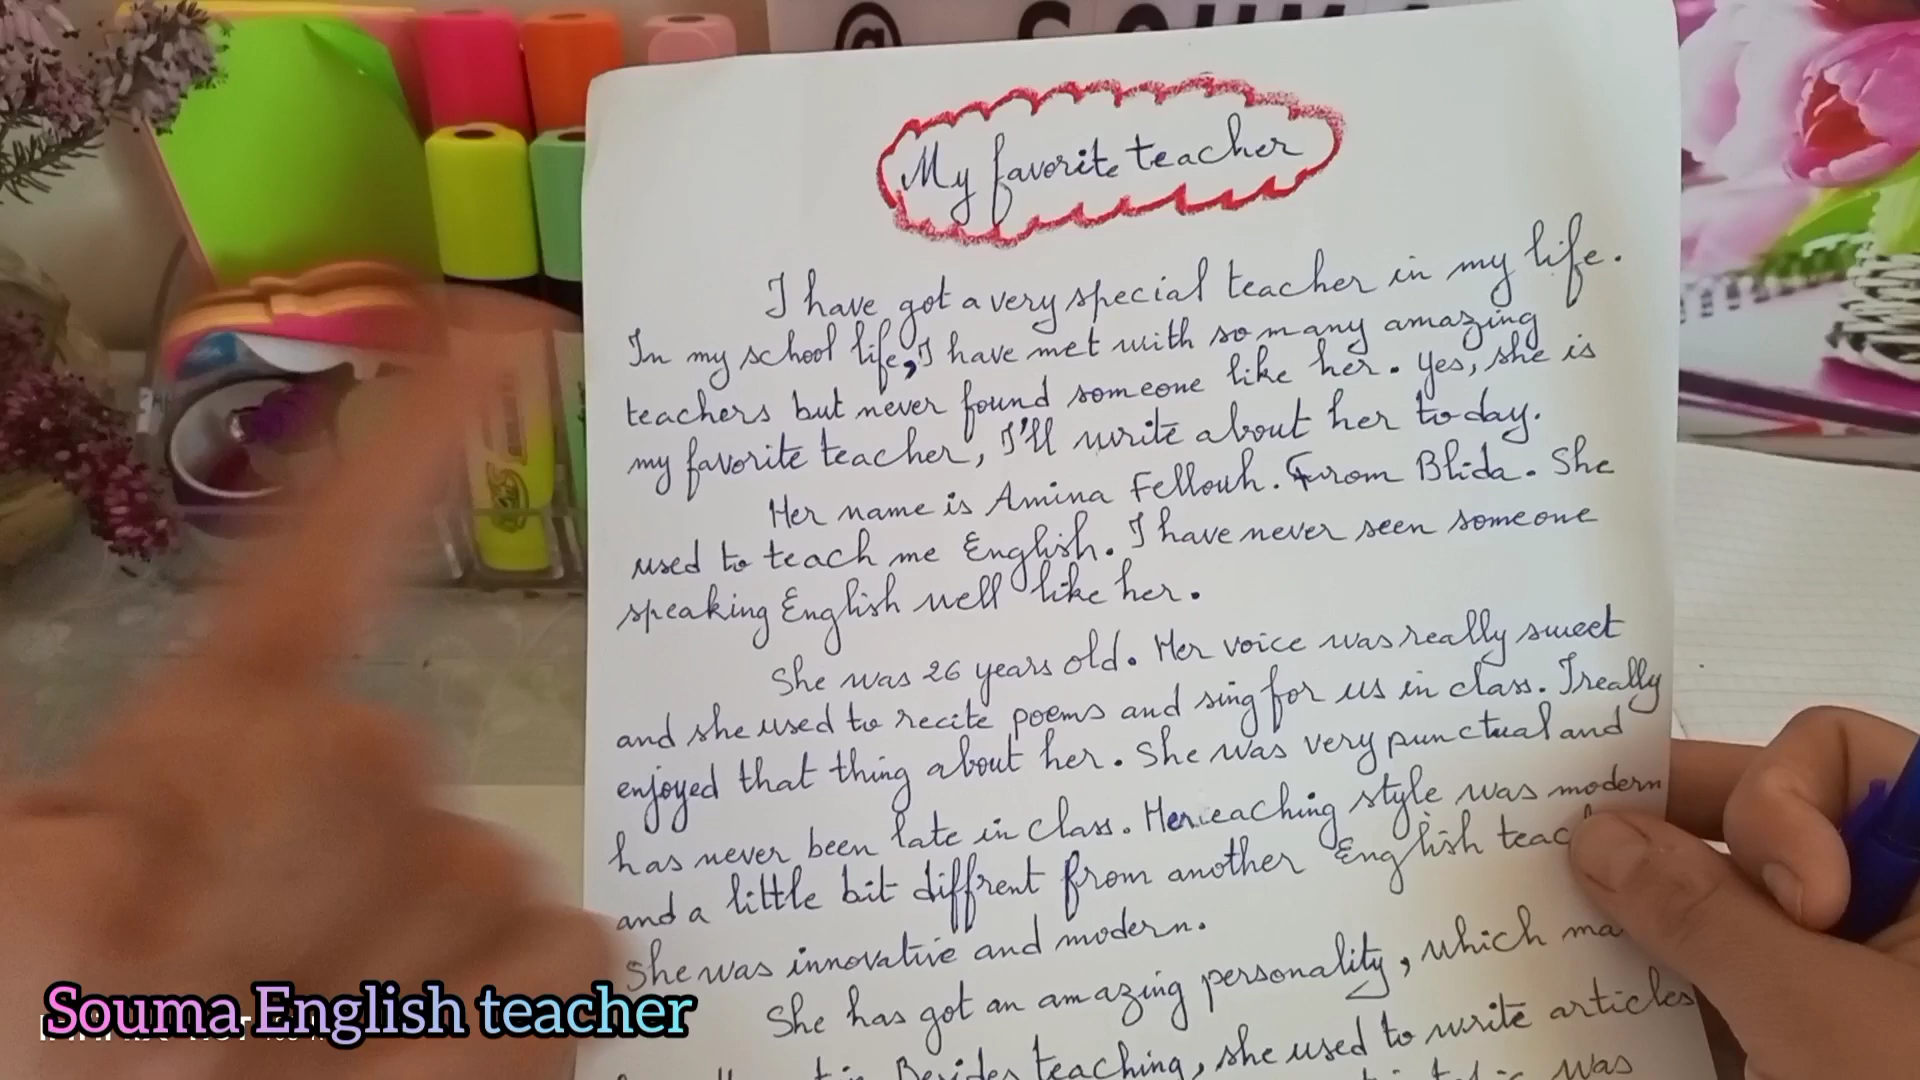 @ SOUMA
My favorite teacher
I have got a very special teacher in my life.
In my school life, I have met with so many amazing
teachers but never found someone like her. Yes, she is
my favorite teacher, I'll write about her today.
Her name is Amina Fellouh. From Blida. She
used to teach me English. I have never seen someone
speaking English well like her.
She was 26 years old. Her voice was really sweet
and she used to recite poems and sing for us in class. I really
enjoyed that thing about her. She was very punctual and
has never been late in class. Her eaching style was modern
and a little bit diffrent from another English teac
She was innovative and modern.
She has got an amazing personality, which ma
Besides teaching, she used to write articles
was
Souma English teacher